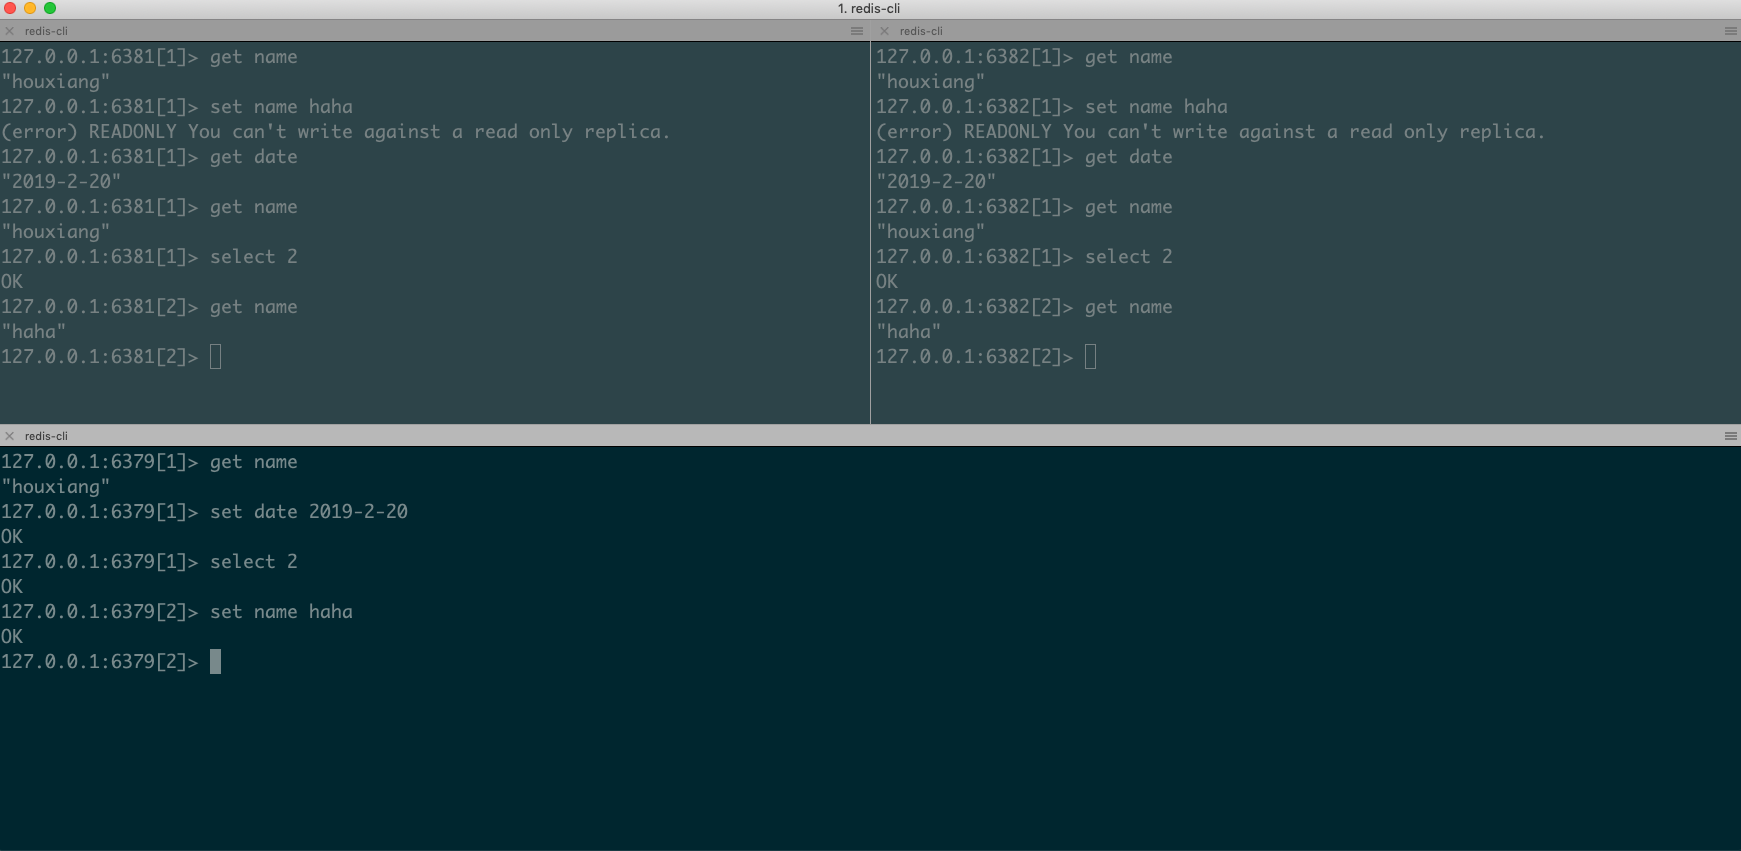 1. redis-cli
redis-cli
127.0.0.1:6381[1]> get name
"houxiang"
127.0.0.1:6381[1]> set name haha
(error) READONLY You can't write against a read only replica.
127.0.0.1:6381[1]> get date
"2019-2-20"
127.0.0.1:6381[1]> get name
"houxiang"
127.0.0.1:6381[1]> select 2
OK
127.0.0.1:6381[2]> get name
"haha"
127.0.0.1:6381[2]>
redis-cli
127.0.0.1:6382[1]> get name
"houxiang"
127.0.0.1:6382[1]> set name haha
(error) READONLY You can't write against a read only replica.
127.0.0.1:6382[1]> get date
"2019-2-20"
127.0.0.1:6382[1]> get name
"houxiang"
127.0.0.1:6382[1]> select 2
OK
127.0.0.1:6382[2]> get name
"haha"
127.0.0.1:6382[2]>
redis-cli
127.0.0.1:6379[1]> get name
"houxiang"
127.0.0.1:6379[1]> set date 2019-2-20
OK
127.0.0.1:6379[1]> select 2
OK
127.0.0.1:6379[2]> set name haha
OK
127.0.0.1:6379[2]>